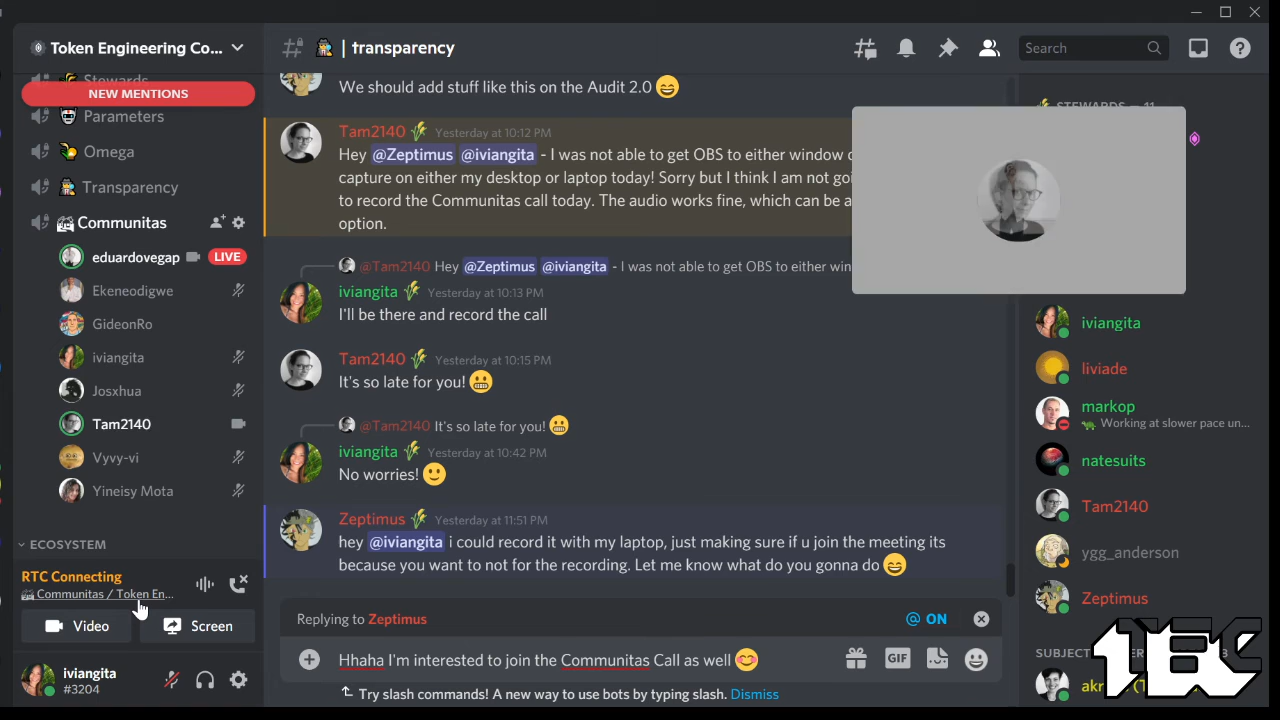 Token Engineering Co...
Stewards
NEW MENTIONS
Parameters
Omega
Transparency
Communitas
eduardovegap LIVE
Ekeneodigwe
GideonRo
iviangita
Josxhua
Tam2140
Vyvy-vi
Yineisy Mota
ECOSYSTEM
RTC Connecting
Communitas / Token En...
Video
Screen
iviangita
#3204
| transparency
Search
We should add stuff like this on the Audit 2.0
Tam2140 Yesterday at 10:12 PM
Hey @Zeptimus @iviangita - I was not able to get OBS to either window
capture on either my desktop or laptop today! Sorry but I think I am not
to record the Communitas call today. The audio works fine, which can be a
option.
@Tam2140 Hey @Zeptimus @iviangita - I was not able to get OBS to either
iviangita Yesterday at 10:13 PM
I'll be there and record the call
Tam2140 Yesterday at 10:15 PM
It's so late for you!
@Tam2140 It's so late for you!
iviangita Yesterday at 10:42 PM
No worries!
Zeptimus Yesterday at 11:51 PM
hey @iviangita i could record it with my laptop, just making sure if u join the meeting its
because you want to not for the recording. Let me know what do you gonna do
Replying to Zeptimus
@ ON
Hhaha I'm interested to join the Communitas Call as well
GIF
Try slash commands! A new way to use bots by typing slash. Dismiss
STEWARDS — 11
iviangita
liviade
markop
Working at slower pace un...
natesuits
Tam2140
ygg_anderson
Zeptimus
TEC